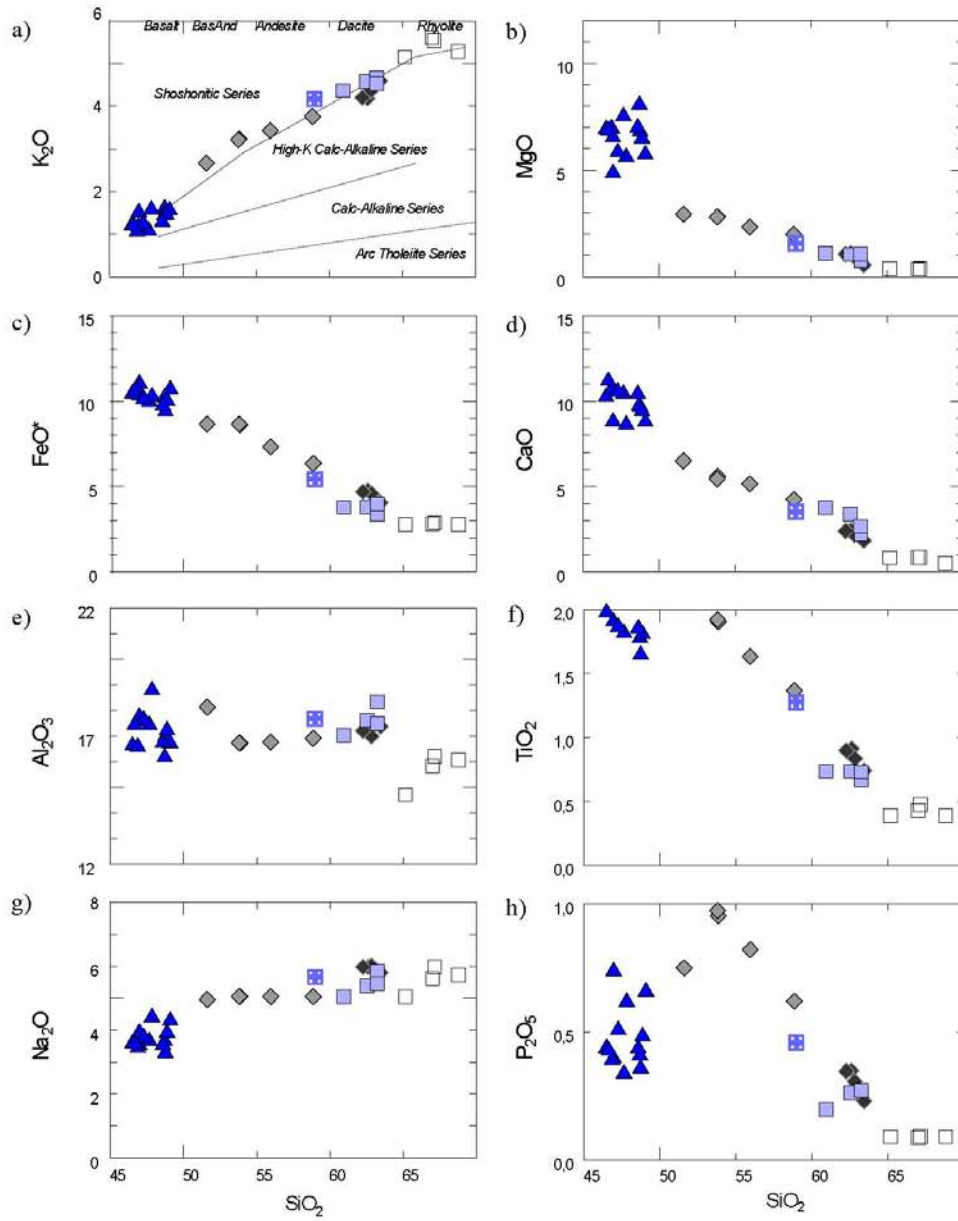 a)
Basalt BasAnd Andesite Dacite Rhyolite
Shoshonitic Series
High-K Calc-Alkaline Series
Calc-Alkaline Series
Arc Tholeiite Series
K2O
6
4
2
0
b)
MgO
10
5
0
c)
FeO*
15
10
5
0
d)
CaO
15
10
5
0
e)
Al2O3
22
17
12
f)
TiO2
2,0
1,5
1,0
0,5
0,0
g)
Na2O
8
6
4
2
0
45 50 55 60 65
SiO2
h)
P2O5
1,0
0,5
0,0
45 50 55 60 65
SiO2